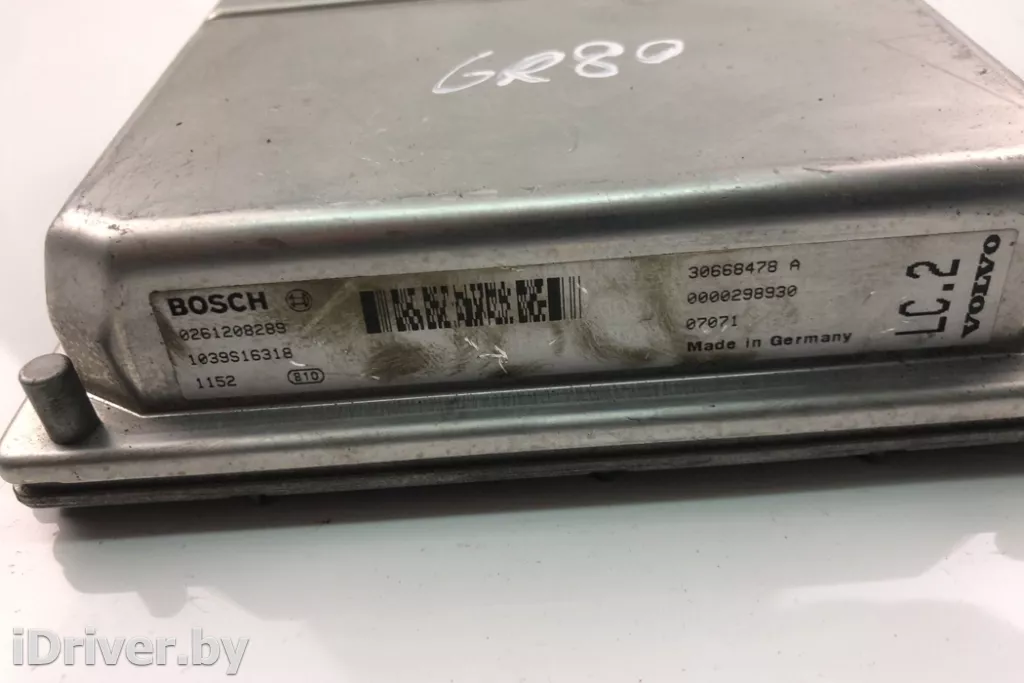 GR80
BOSCH
0261208289
1039S16318
1152 810
30668478 A
0000298930
07071
Made in Germany
LC.2
VOLVO
iDriver.by